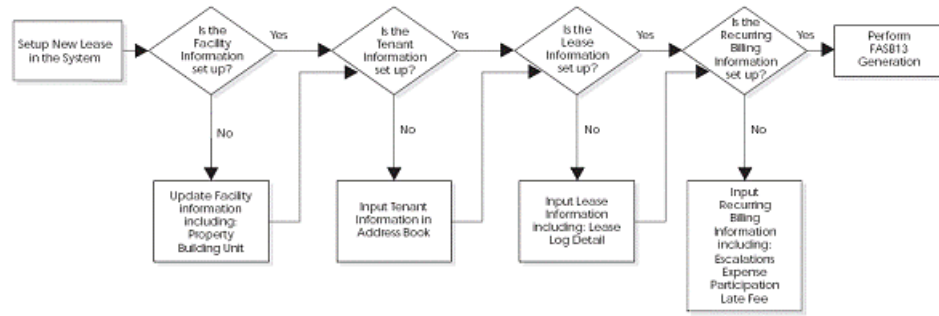 Setup New Lease
in the System
Is the
Facility
Information
set up?
Yes
No
Update Facility
information
including:
Property
Building Unit
Is the
Tenant
Information
set up?
Yes
No
Input Tenant
Information in
Address Book
Is the
Lease
Information
set up?
Yes
No
Input Lease
Information
including: Lease
Log Detail
Is the
Recurring
Billing
Information
set up?
Yes
No
Input
Recurring
Billing
Information
including:
Escalations
Expense
Participation
Late Fee
Perform
FASB13
Generation